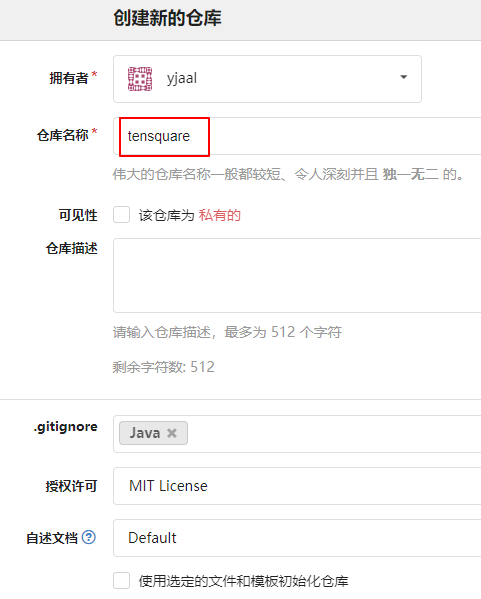 创建新的仓库
拥有者* yjaal
仓库名称* tensquare
伟大的仓库名称一般都较短、令人深刻并且 独一无二 的。
可见性 该仓库为 私有的
仓库描述
请输入仓库描述，最多为 512 个字符
剩余字符数: 512
.gitignore Java ×
授权许可 MIT License
自述文档 ? Default
使用选定的文件和模板初始化仓库